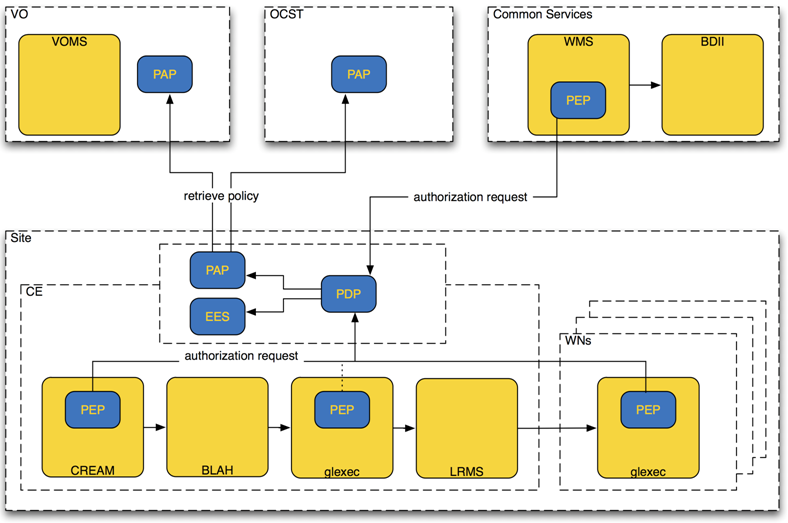 VO
OCST
Common Services
VOMS
PAP
PAP
WMS
BDII
PEP
retrieve policy
authorization request
Site
PAP
CE
PDP
EES
WNs
authorization request
PEP
PEP
PEP
CREAM
BLAH
glexec
LRMS
glexec